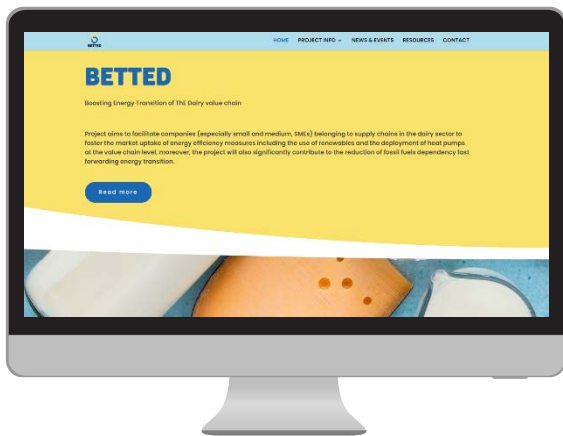 BETTED
HOME PROJECT INFO NEWS & EVENTS RESOURCES CONTACT
BETTED
Boosting Energy Transition of ThE Dairy value chain
Project aims to facilitate companies (especially small and medium, SMEs) belonging to supply chains in the dairy sector to
foster the market uptake of energy efficiency measures including the use of renewables and the deployment of heat pumps
at the value chain level, moreover, the project will also significantly contribute to the reduction of fossil fuels dependency fast
forwarding energy transition.
Read more